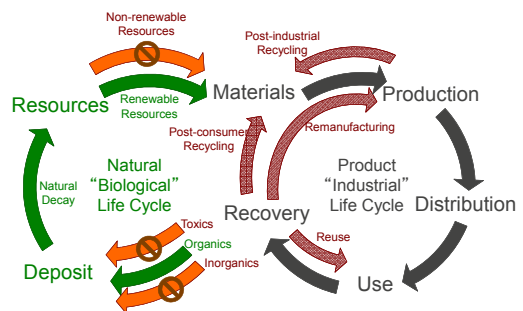 Non-renewable
Resources
Post-industrial
Recycling
Resources
Renewable
Resources
Materials
Production
Post-consumer
Recycling
Remanufacturing
Natural
Decay
Natural
“Biological”
Life Cycle
Product
“Industrial”
Life Cycle
Recovery
Distribution
Toxics
Organics
Inorganics
Reuse
Deposit
Use